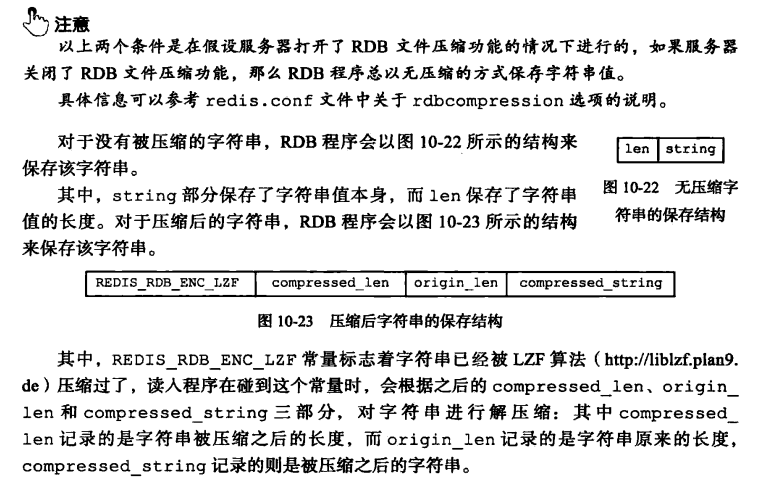 注意
以上两个条件是在假设服务器打开了 RDB 文件压缩功能的情况下进行的，如果服务器
关闭了 RDB 文件压缩功能，那么 RDB 程序总以无压缩的方式保存字符串值。
具体信息可以参考 redis.conf 文件中关于 rdbcompression 选项的说明。
对于没有被压缩的字符串，RDB 程序会以图 10-22 所示的结构来
保存该字符串。
其中，string 部分保存了字符串值本身，而 len 保存了字符串
值的长度。对于压缩后的字符串，RDB 程序会以图 10-23 所示的结构
来保存该字符串。
len string
图 10-22 无压缩字
符串的保存结构
REDIS_RDB_ENC_LZF compressed_len origin_len compressed_string
图 10-23 压缩后字符串的保存结构
其中，REDIS_RDB_ENC_LZF 常量标志着字符串已经被 LZF 算法（http://liblzf.plan9.
de）压缩过了，读入程序在碰到这个常量时，会根据之后的 compressed_len、origin_
len 和 compressed_string 三部分，对字符串进行解压缩：其中 compressed_
len 记录的是字符串被压缩之后的长度，而 origin_len 记录的是字符串原来的长度，
compressed_string 记录的则是被压缩之后的字符串。